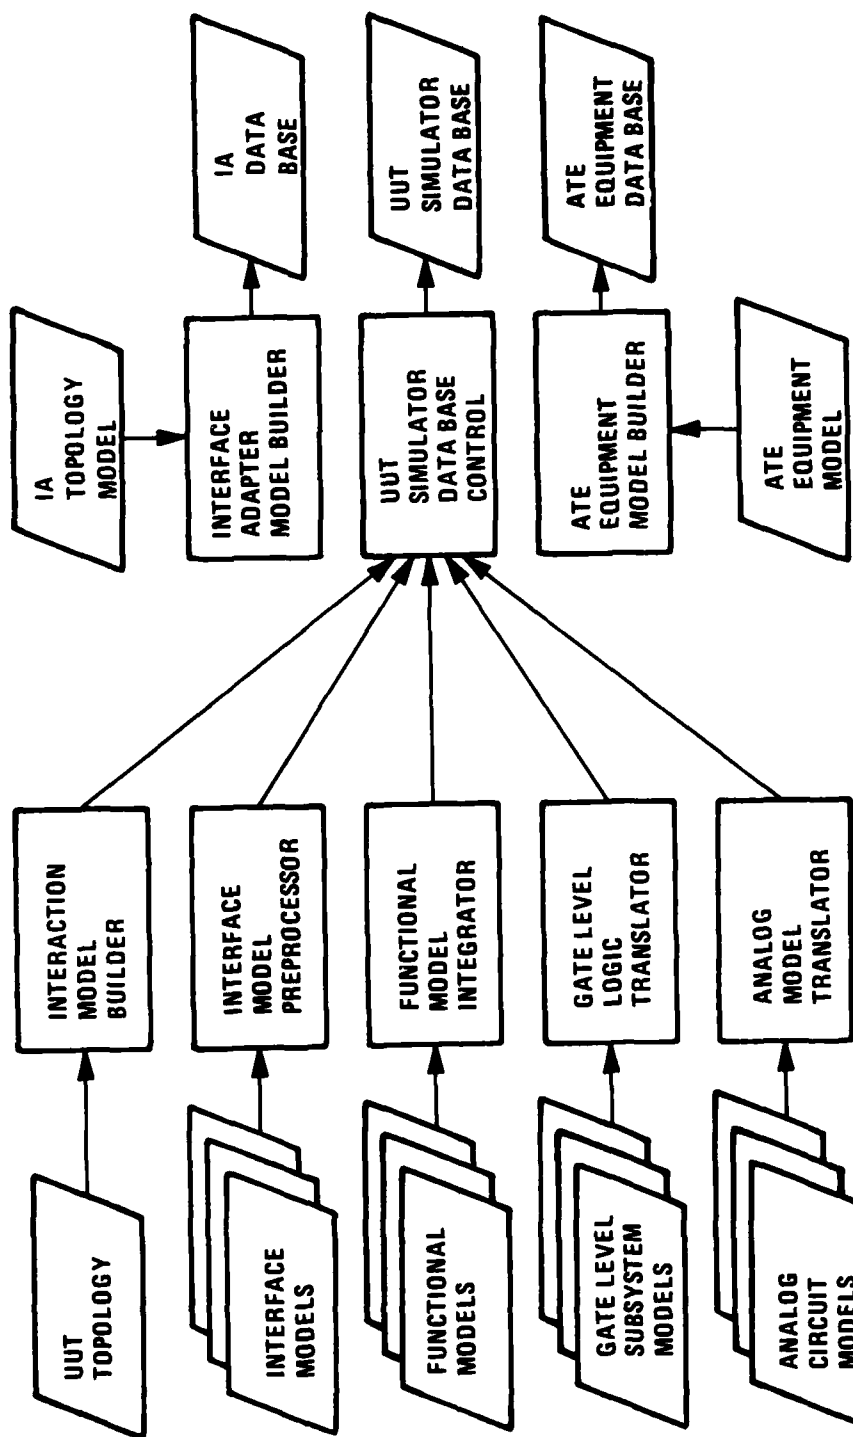 UUT
TOPOLOGY
INTERACTION
MODEL
BUILDER
IA
TOPOLOGY
MODEL
INTERFACE
MODELS
INTERFACE
MODEL
PREPROCESSOR
INTERFACE
ADAPTER
MODEL BUILDER
IA
DATA
BASE
FUNCTIONAL
MODELS
FUNCTIONAL
MODEL
INTEGRATOR
UUT
SIMULATOR
DATA BASE
CONTROL
UUT
SIMULATOR
DATA BASE
GATE LEVEL
SUBSYSTEM
MODELS
GATE LEVEL
LOGIC
TRANSLATOR
ATE
EQUIPMENT
MODEL BUILDER
ATE
EQUIPMENT
DATA BASE
ANALOG
CIRCUIT
MODELS
ANALOG
MODEL
TRANSLATOR
ATE
EQUIPMENT
MODEL